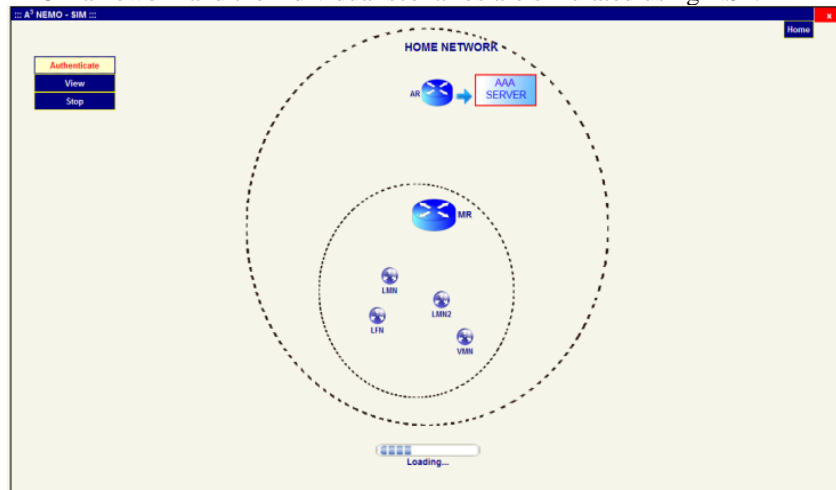 ::: A³ NEMO - SIM :::
x
Home
HOME NETWORK
Authenticate
View
Stop
AR
AAA
SERVER
MR
LMN
LMN2
LFN
VMN
Loading...